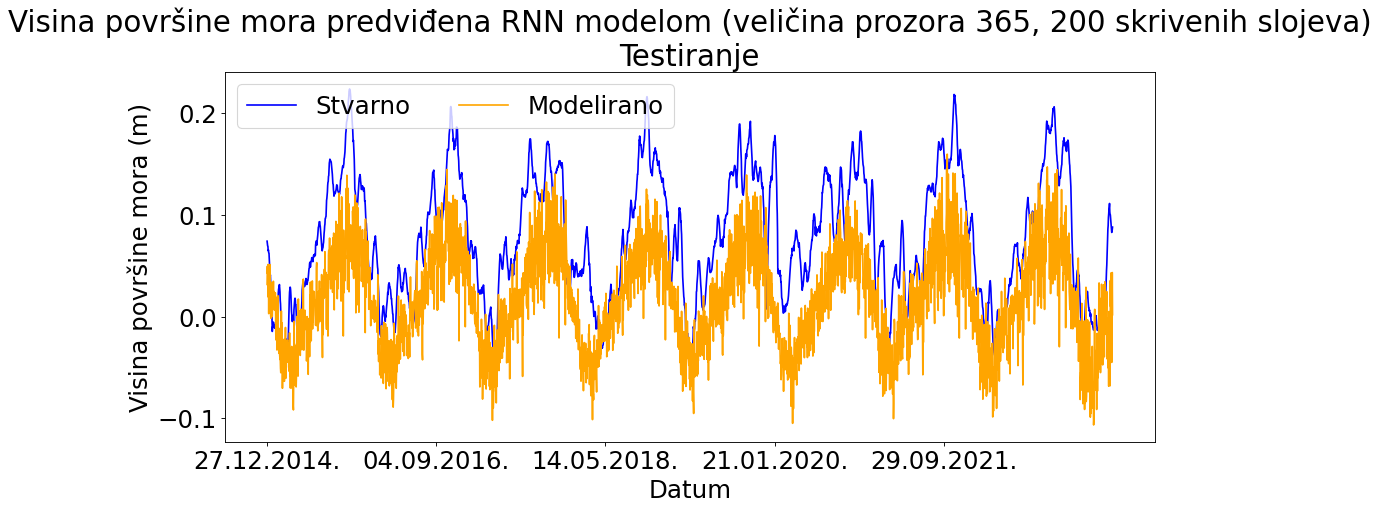 Visina površine mora predviđena RNN modelom (veličina prozora 365, 200 skrivenih slojeva)
Testiranje
Stvarno
Modelirano
Visina površine mora (m)
0.2
0.1
0.0
−0.1
27.12.2014.
04.09.2016.
14.05.2018.
21.01.2020.
29.09.2021.
Datum